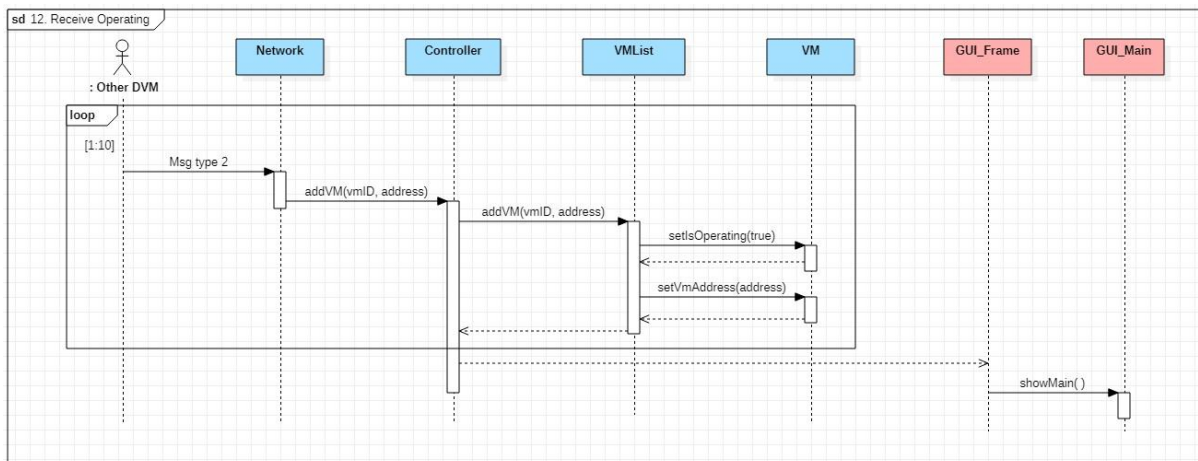 sd 12. Receive Operating
Network
Controller
VMList
VM
GUI_Frame
GUI_Main
: Other DVM
loop
[1:10]
Msg type 2
addVM(vmID, address)
addVM(vmID, address)
setIsOperating(true)
setVmAddress(address)
showMain( )